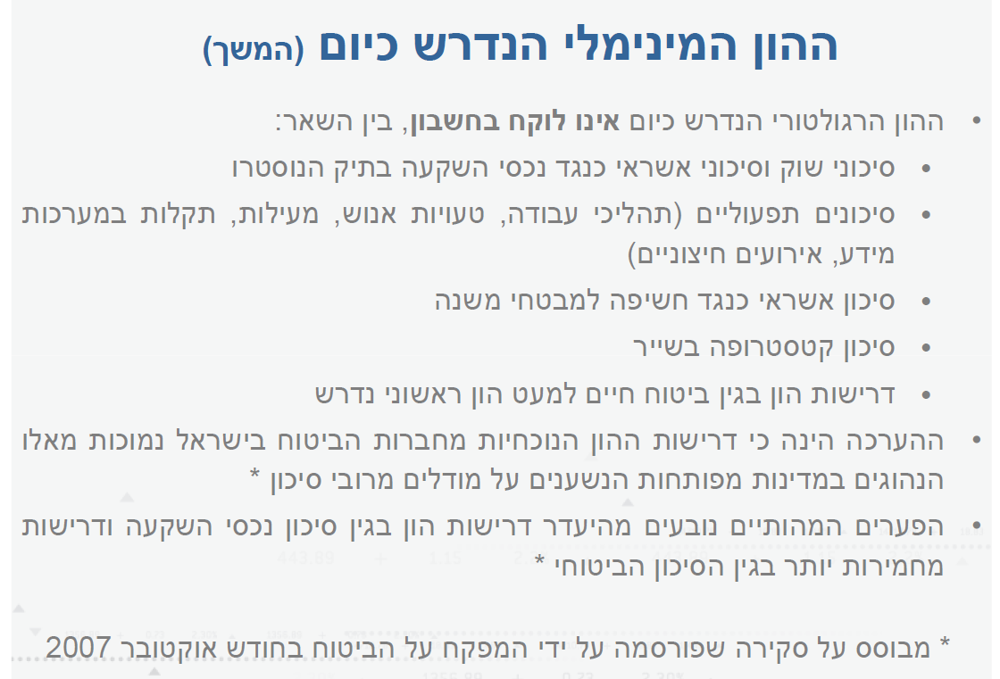 ההון המינימלי הנדרש כיום (המשך)
• ההון הרגולטורי הנדרש כיום אינו לוקח בחשבון, בין השאר:
• סיכוני שוק וסיכוני אשראי כנגד נכסי השקעה בתיק הנוסטרו
• סיכונים תפעוליים (תהליכי עבודה, טעויות אנוש, מעילות, תקלות במערכות
מידע, אירועים חיצוניים)
• סיכון אשראי כנגד חשיפה למבטחי משנה
• סיכון קטסטרופה בשייר
• דרישות הון בגין ביטוח חיים למעט הון ראשוני נדרש
• ההערכה הינה כי דרישות ההון הנוכחיות מחברות הביטוח בישראל נמוכות מאלו
הנהוגים במדינות מפותחות הנשענים על מודלים מרובי סיכון *
• הפערים המהותיים נובעים מהיעדר דרישות הון בגין סיכון נכסי השקעה ודרישות
מחמירות יותר בגין הסיכון הביטוחי *
443.89 + 1.15
* מבוסס על סקירה שפורסמה על ידי המפקח על הביטוח בחודש אוקטובר 2007